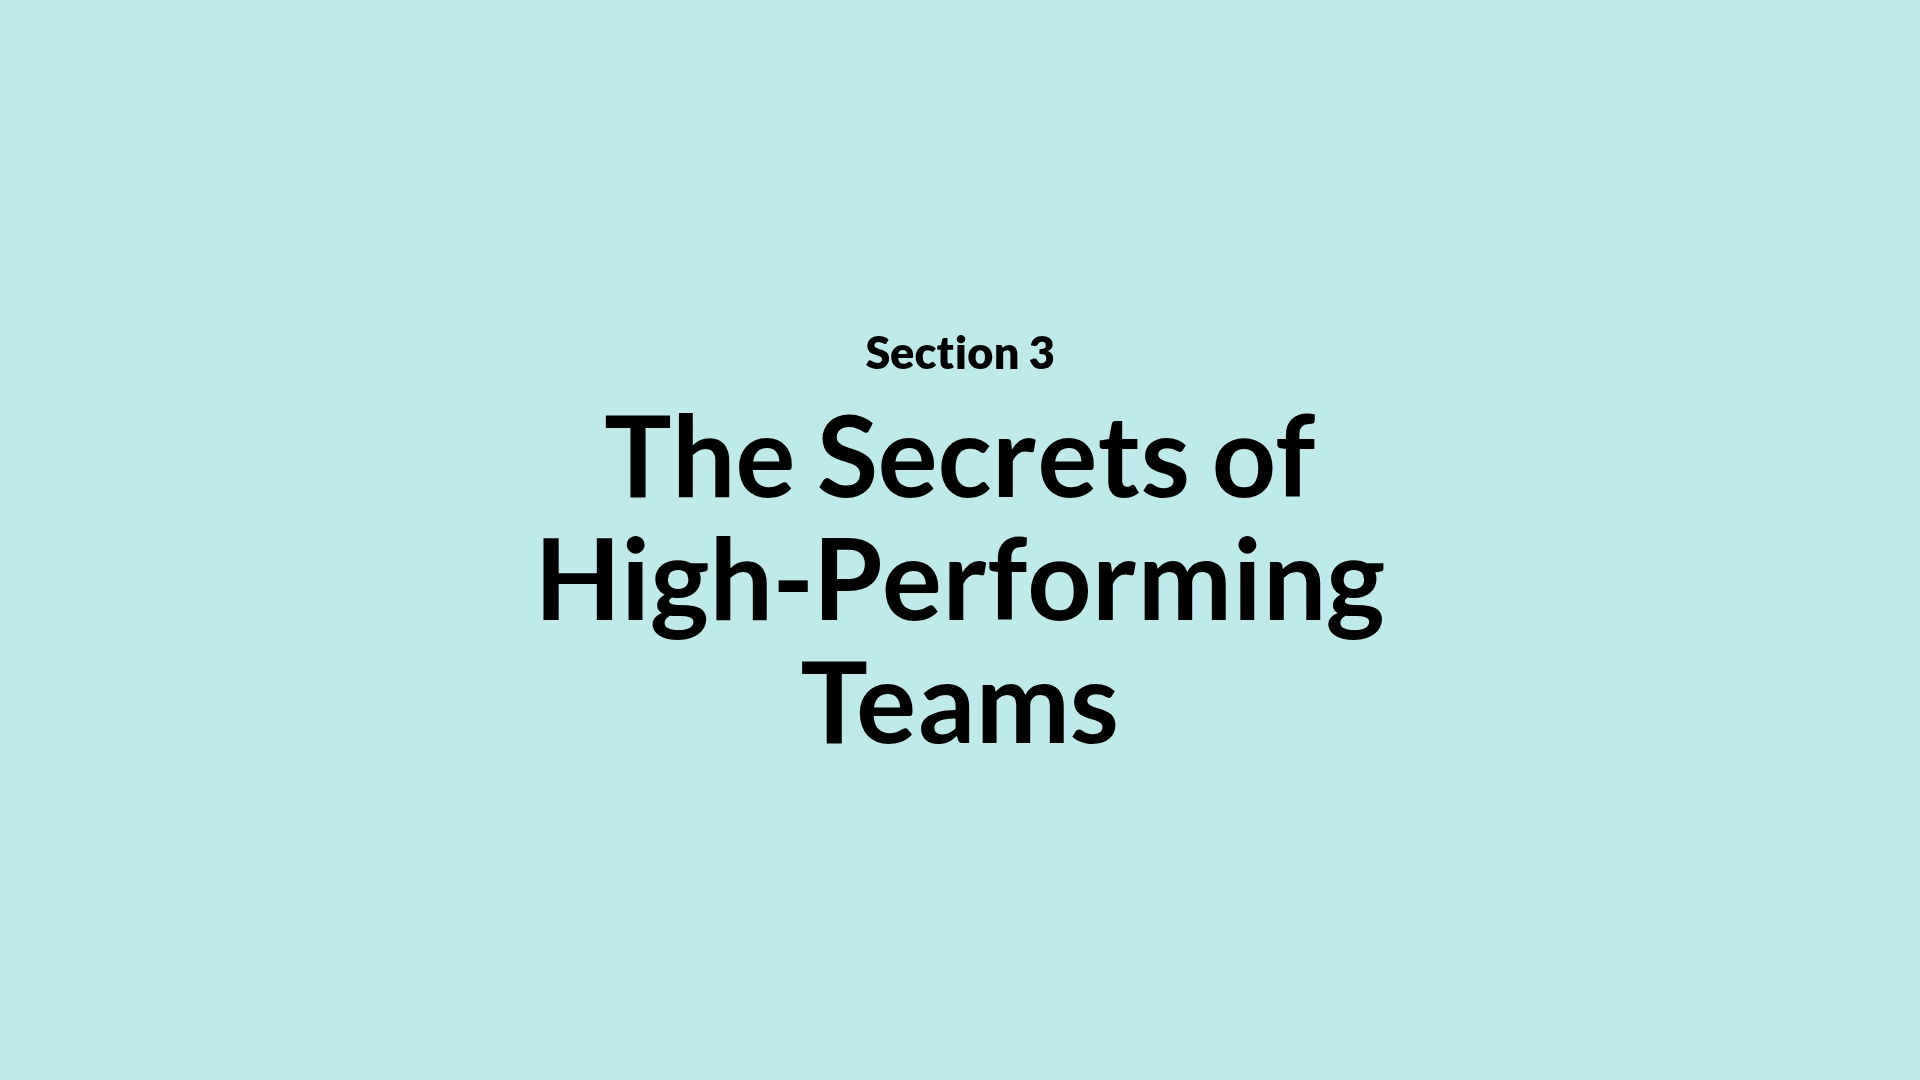 Section 3
The Secrets of
High-Performing
Teams